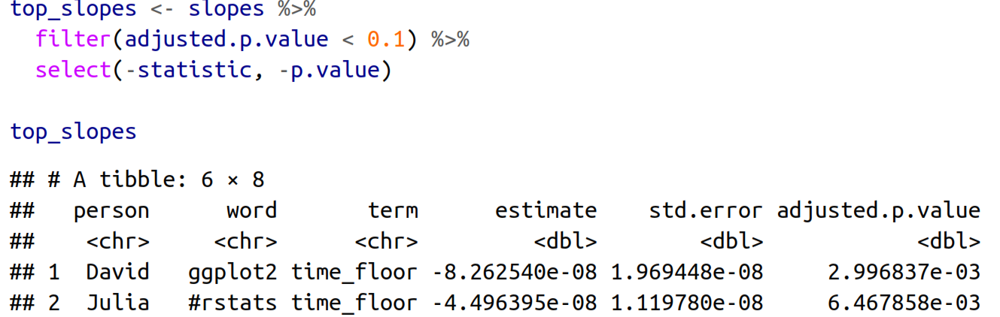 top_slopes <- slopes %>%
  filter(adjusted.p.value < 0.1) %>%
  select(-statistic, -p.value)

top_slopes
## # A tibble: 6 × 8
##   person      word       term      estimate    std.error adjusted.p.value
##    <chr>     <chr>      <chr>         <dbl>        <dbl>            <dbl>
## 1  David   ggplot2 time_floor -8.262540e-08 1.969448e-08     2.996837e-03
## 2  Julia   #rstats time_floor -4.496395e-08 1.119780e-08     6.467858e-03